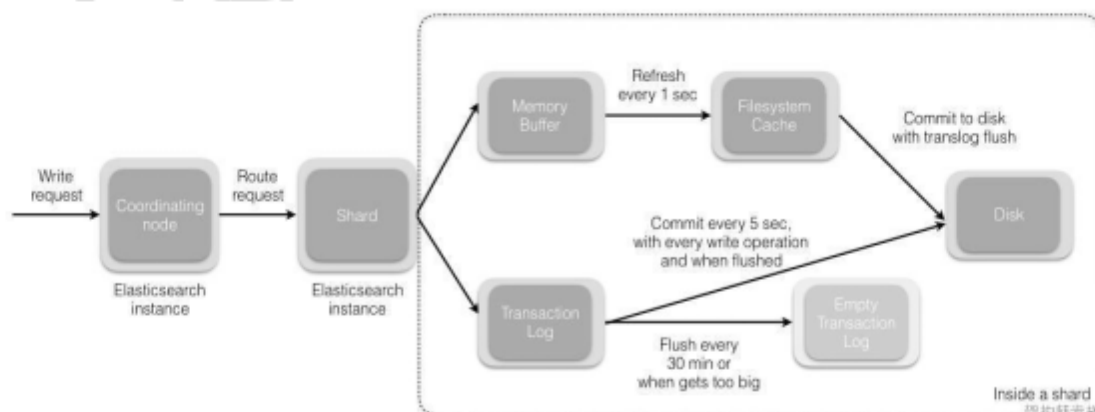 Write
request
Coordinating
node
Elasticsearch
instance
Route
request
Shard
Elasticsearch
instance
Memory
Buffer
Refresh
every 1 sec
Filesystem
Cache
Commit to disk
with translog flush
Disk
Commit every 5 sec,
with every write operation
and when flushed
Transaction
Log
Flush every
30 min or
when gets too big
Empty
Transaction
Log
Inside a shard